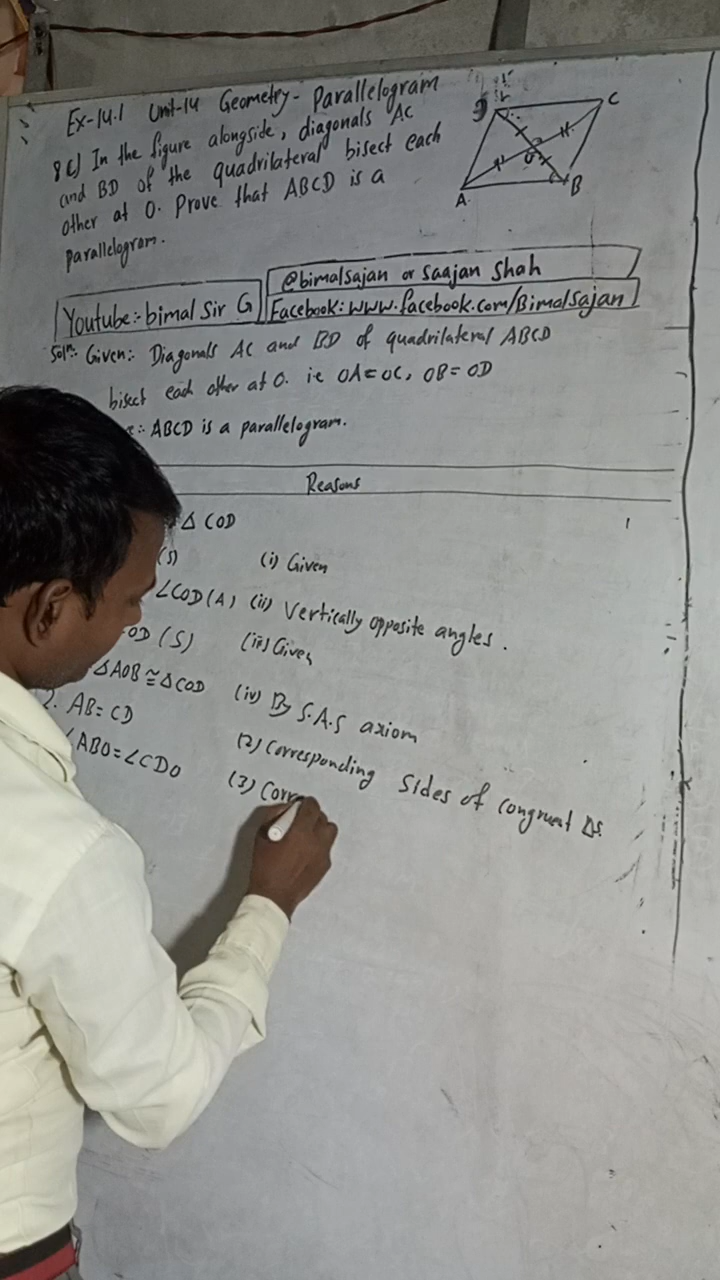 Ex-14.1 Unit-14 Geometry- Parallelogram
8 c) In the figure alongside, diagonals AC
and BD of the quadrilateral bisect each
other at O. Prove that ABCD is a
parallelogram.
D C
O
A B
@bimalsajan or Saajan Shah
Youtube:- bimal Sir G
Facebook: www.facebook.com/Bimalsajan
Solⁿ:- Given:- Diagonals AC and BD of quadrilateral ABCD
bisect each other at O. ie OA=OC, OB=OD
:- ABCD is a parallelogram.
Reasons
Δ COD
(S) (i) Given
∠COD (A) (ii) Vertically opposite angles.
OD (S) (iii) Given
ΔAOB ≅ ΔCOD (iv) By S.A.S axiom
2. AB = CD (2) Corresponding sides of congruent Δs.
∠ABO = ∠CDO (3) Corr